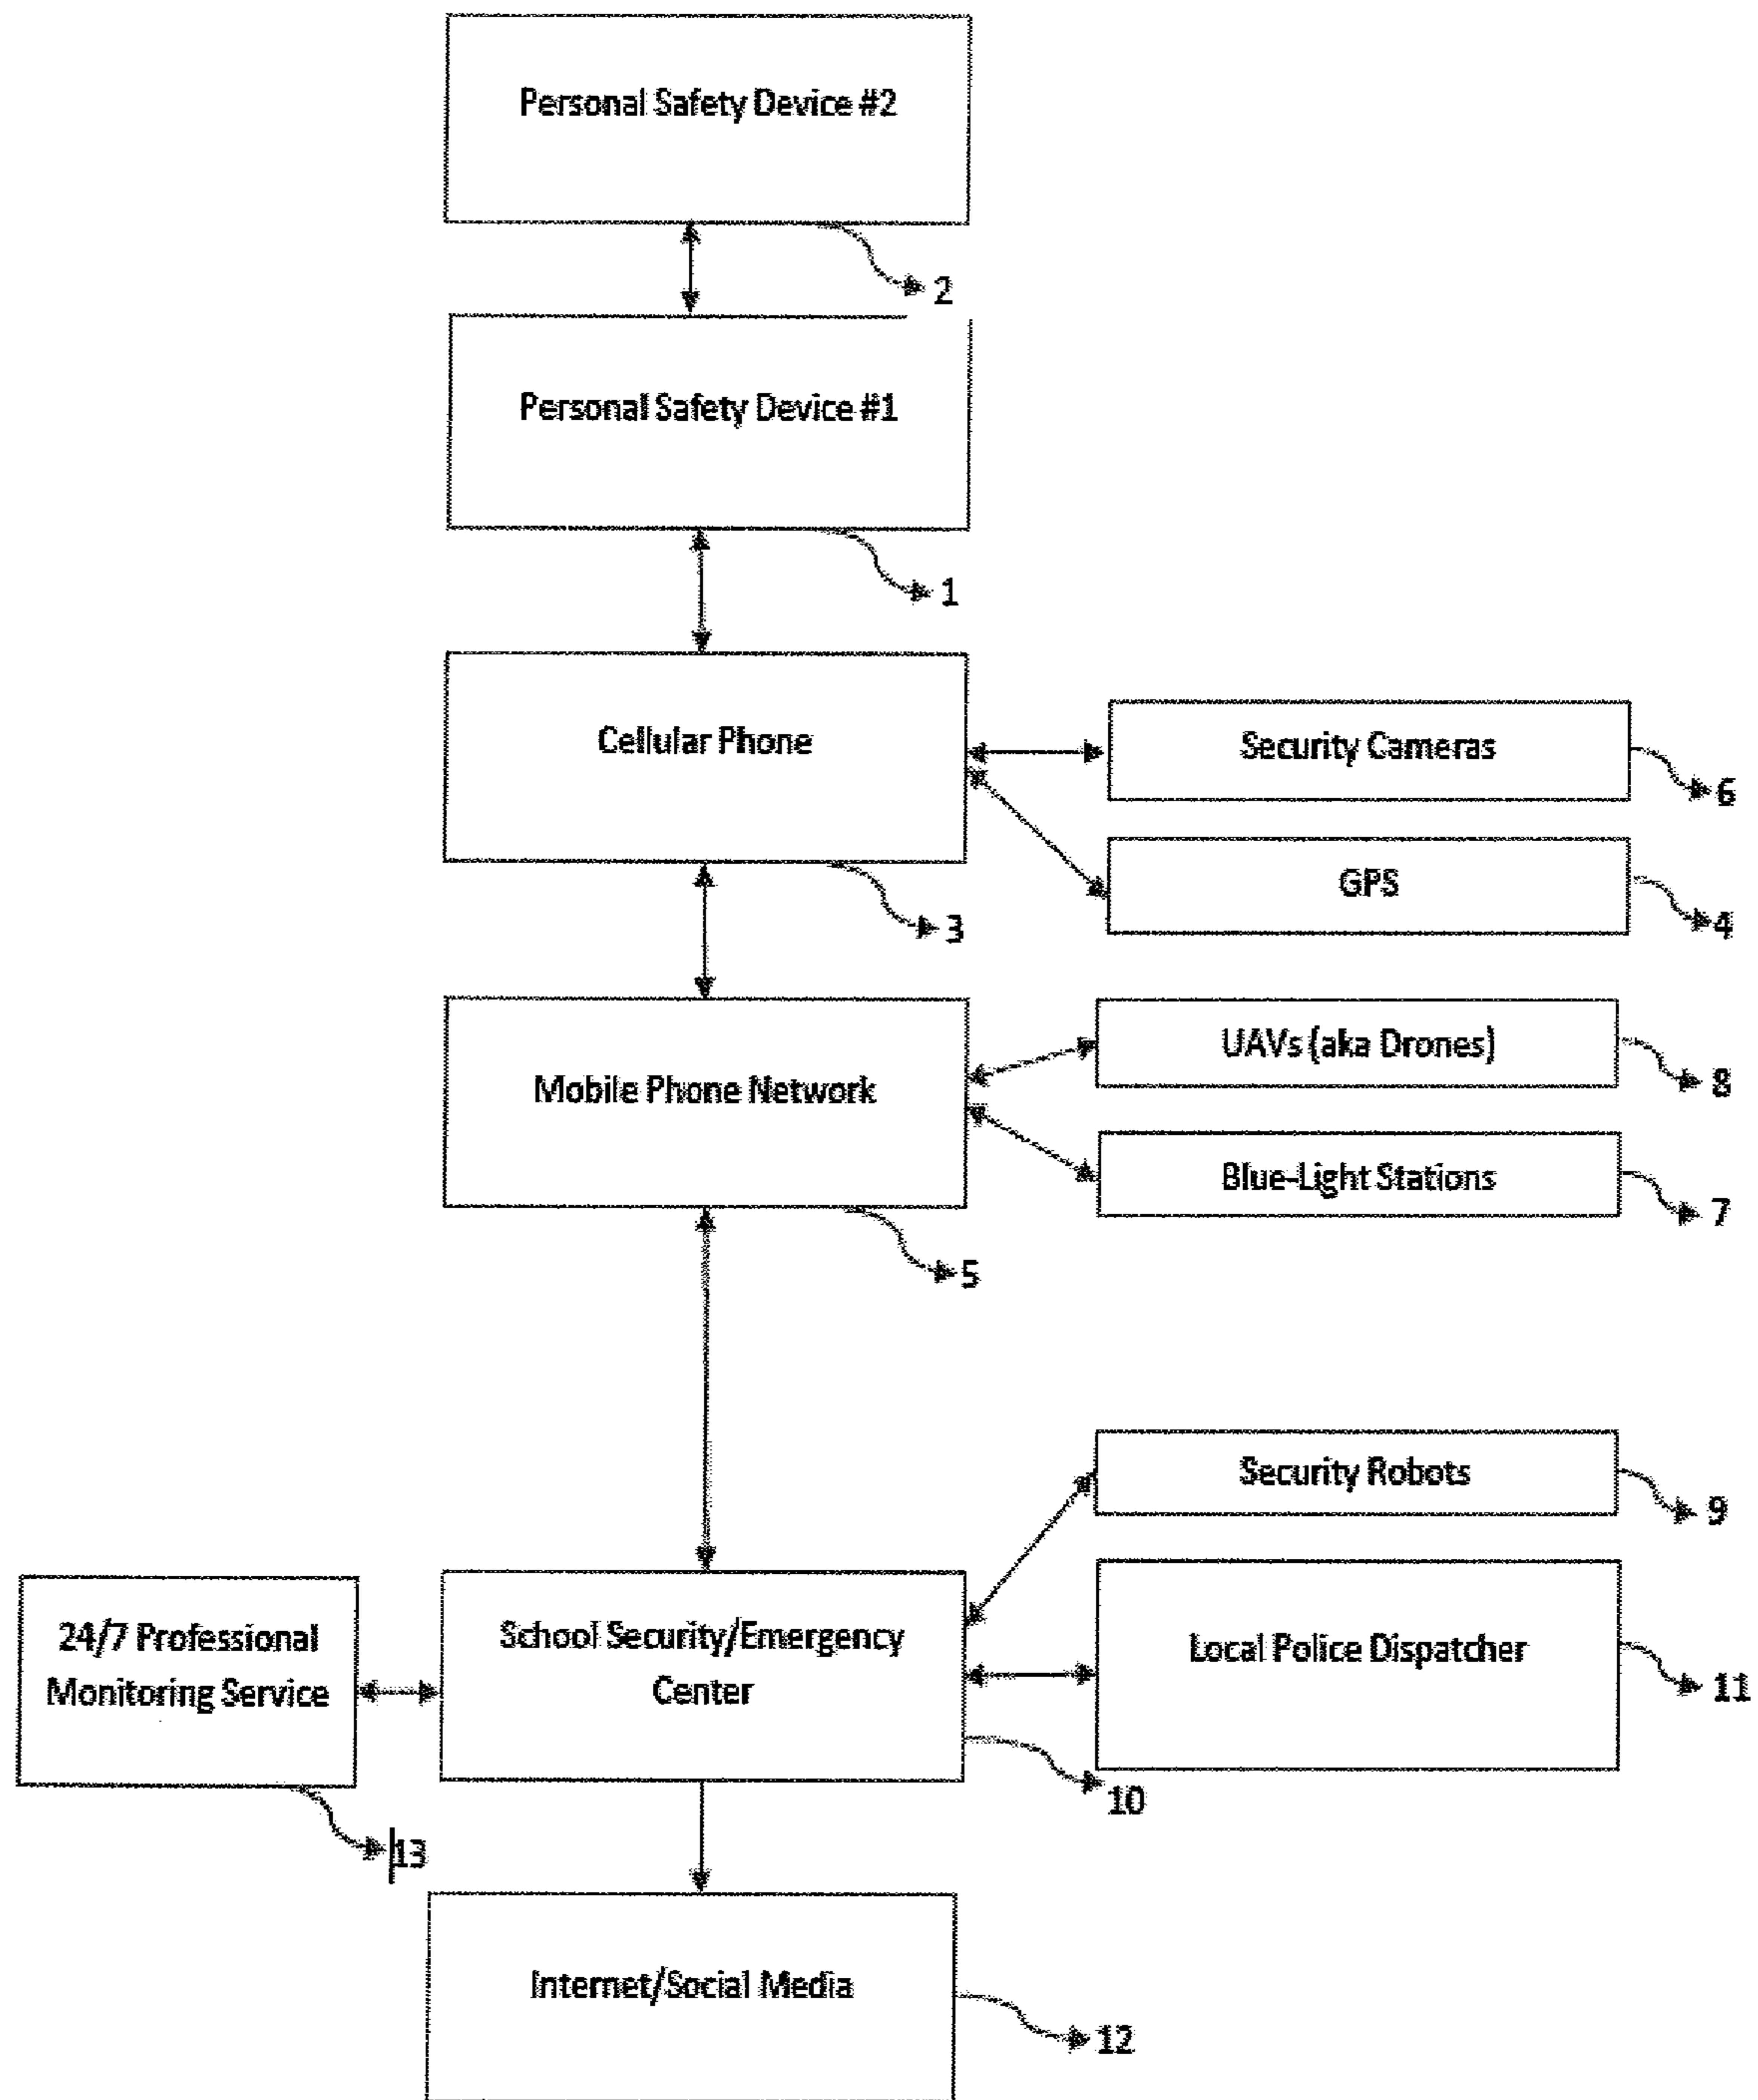 Personal Safety Device #2
2
Personal Safety Device #1
1
Cellular Phone
Security Cameras
6
GPS
4
3
UAVs (aka Drones)
8
Mobile Phone Network
Blue-Light Stations
7
5
Security Robots
9
24/7 Professional
Monitoring Service
School Security/Emergency
Center
Local Police Dispatcher
11
10
13
Internet/Social Media
12